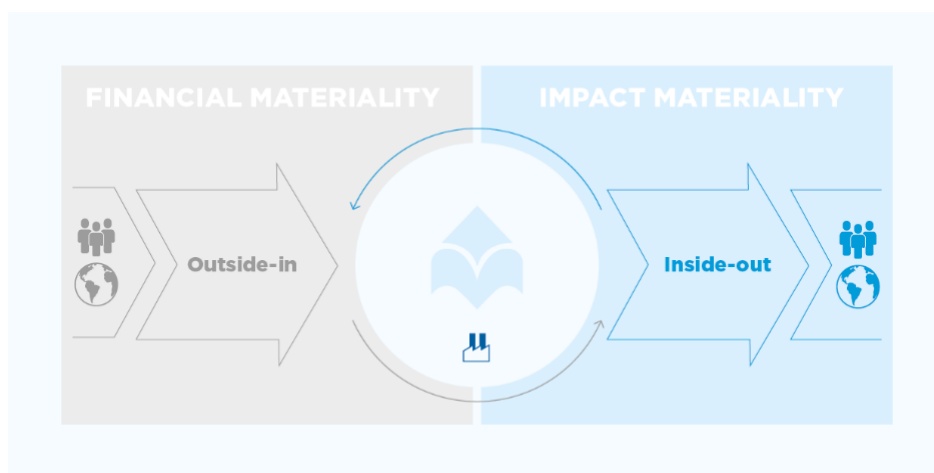 FINANCIAL MATERIALITY
IMPACT MATERIALITY
Outside-in
Inside-out